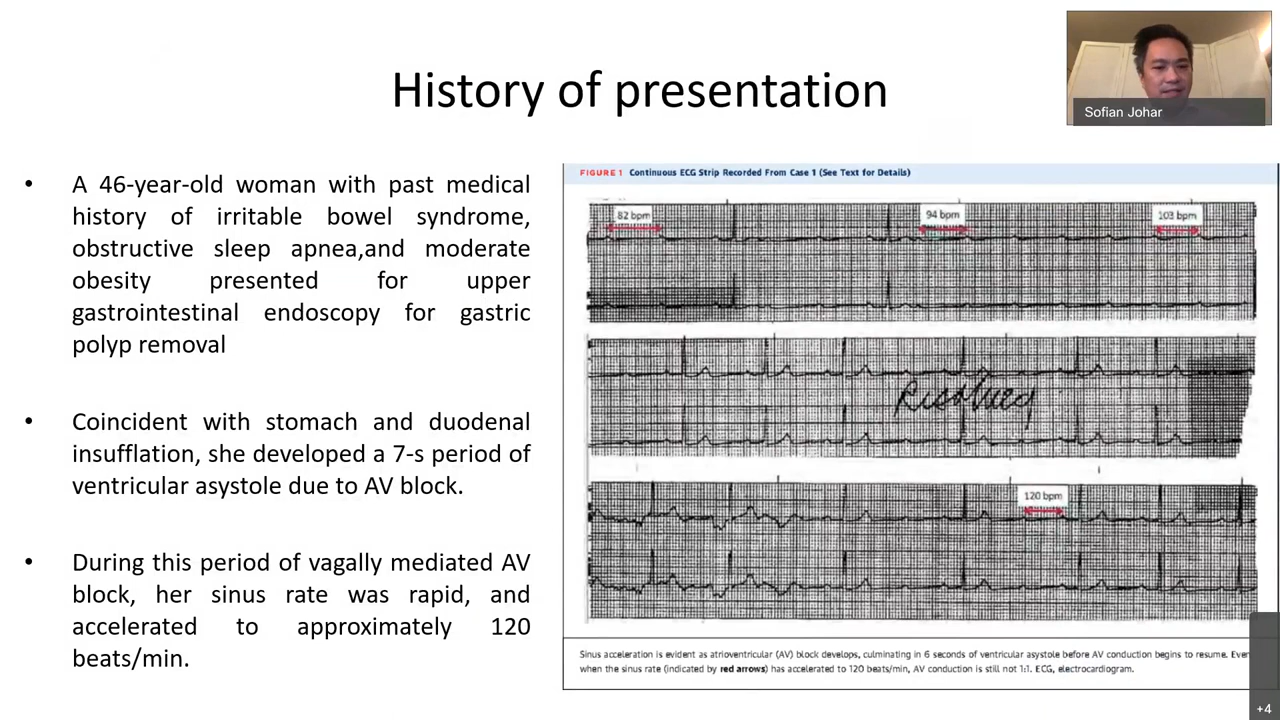 History of presentation
Sofian Johar
• A 46-year-old woman with past medical
history of irritable bowel syndrome,
obstructive sleep apnea,and moderate
obesity presented for upper
gastrointestinal endoscopy for gastric
polyp removal
• Coincident with stomach and duodenal
insufflation, she developed a 7-s period of
ventricular asystole due to AV block.
• During this period of vagally mediated AV
block, her sinus rate was rapid, and
accelerated to approximately 120
beats/min.
FIGURE 1 Continuous ECG Strip Recorded From Case 1 (See Text for Details)
82 bpm
94 bpm
103 bpm
120 bpm
Sinus acceleration is evident as atrioventricular (AV) block develops, culminating in 6 seconds of ventricular asystole before AV conduction begins to resume. Even
when the sinus rate (indicated by red arrows) has accelerated to 120 beats/min, AV conduction is still not 1:1. ECG, electrocardiogram.
+4